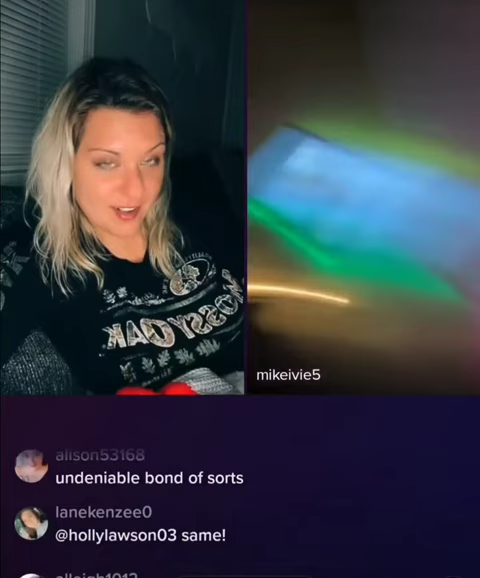 MOSSY OAK
mikeivie5
alison53168
undeniable bond of sorts
lanekenzee0
@hollylawson03 same!